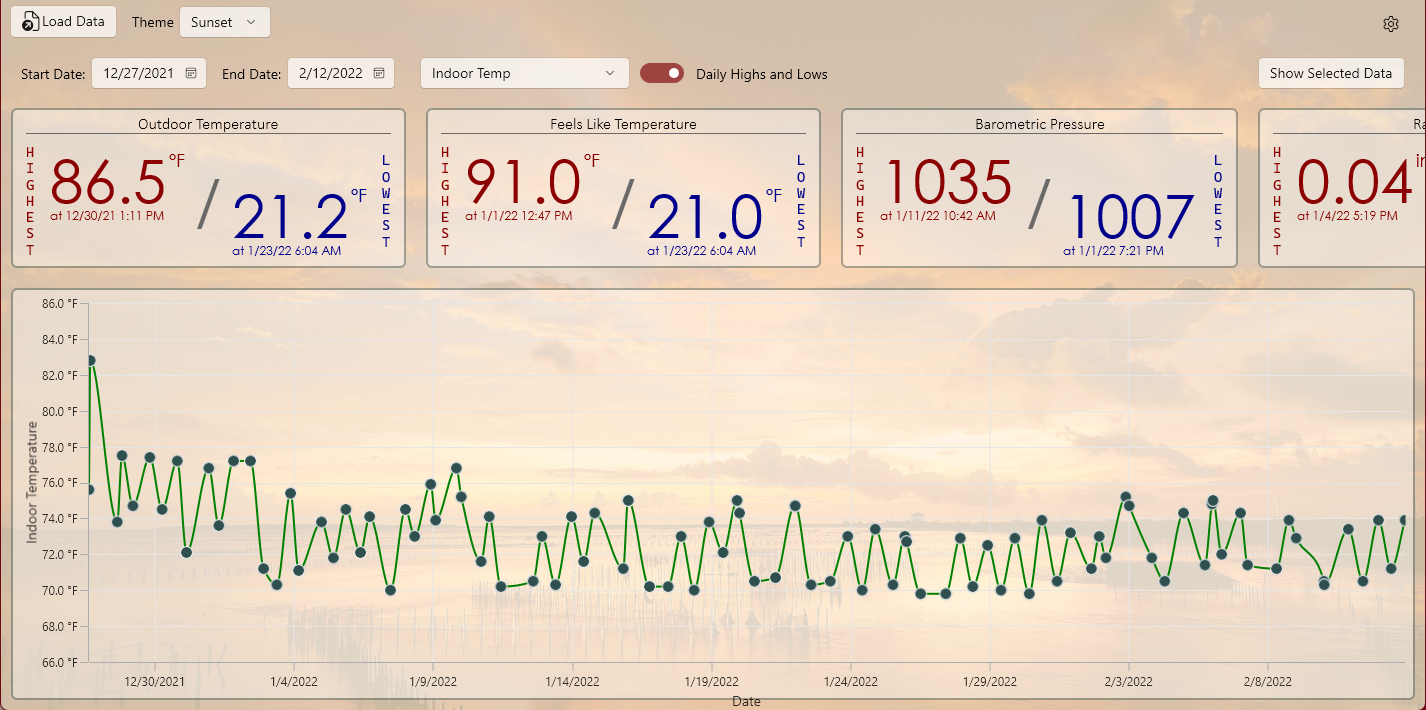 Load Data Theme Sunset
Start Date: 12/27/2021 End Date: 2/12/2022 Indoor Temp Daily Highs and Lows Show Selected Data
Outdoor Temperature
HIGHEST
86.5 °F
at 12/30/21 1:11 PM
/
21.2 °F
at 1/23/22 6:04 AM
LOWEST
Feels Like Temperature
HIGHEST
91.0 °F
at 1/1/22 12:47 PM
/
21.0 °F
at 1/23/22 6:04 AM
LOWEST
Barometric Pressure
HIGHEST
1035
at 1/11/22 10:42 AM
/
1007
at 1/1/22 7:21 PM
LOWEST
Ra
HIGHEST
0.04 in
at 1/4/22 5:19 PM
Indoor Temperature
86.0 °F
84.0 °F
82.0 °F
80.0 °F
78.0 °F
76.0 °F
74.0 °F
72.0 °F
70.0 °F
68.0 °F
66.0 °F
12/30/2021 1/4/2022 1/9/2022 1/14/2022 1/19/2022 1/24/2022 1/29/2022 2/3/2022 2/8/2022
Date